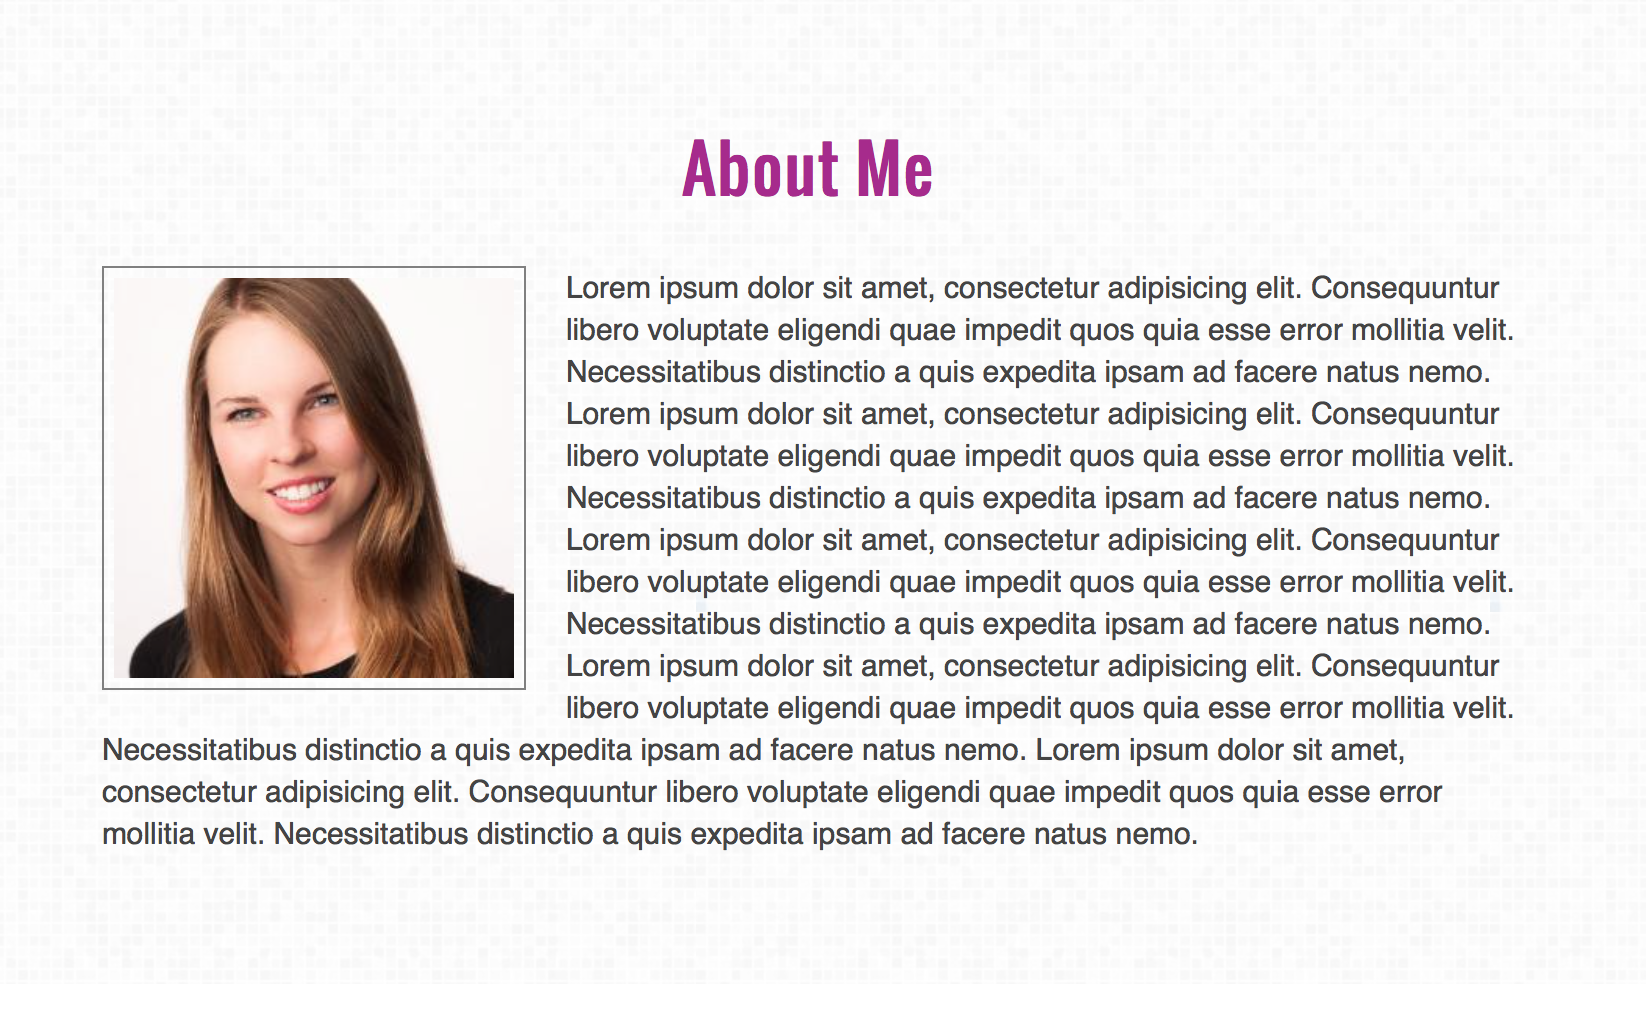 About Me
Lorem ipsum dolor sit amet, consectetur adipisicing elit. Consequuntur
libero voluptate eligendi quae impedit quos quia esse error mollitia velit.
Necessitatibus distinctio a quis expedita ipsam ad facere natus nemo.
Lorem ipsum dolor sit amet, consectetur adipisicing elit. Consequuntur
libero voluptate eligendi quae impedit quos quia esse error mollitia velit.
Necessitatibus distinctio a quis expedita ipsam ad facere natus nemo.
Lorem ipsum dolor sit amet, consectetur adipisicing elit. Consequuntur
libero voluptate eligendi quae impedit quos quia esse error mollitia velit.
Necessitatibus distinctio a quis expedita ipsam ad facere natus nemo.
Lorem ipsum dolor sit amet, consectetur adipisicing elit. Consequuntur
libero voluptate eligendi quae impedit quos quia esse error mollitia velit.
Necessitatibus distinctio a quis expedita ipsam ad facere natus nemo. Lorem ipsum dolor sit amet,
consectetur adipisicing elit. Consequuntur libero voluptate eligendi quae impedit quos quia esse error
mollitia velit. Necessitatibus distinctio a quis expedita ipsam ad facere natus nemo.